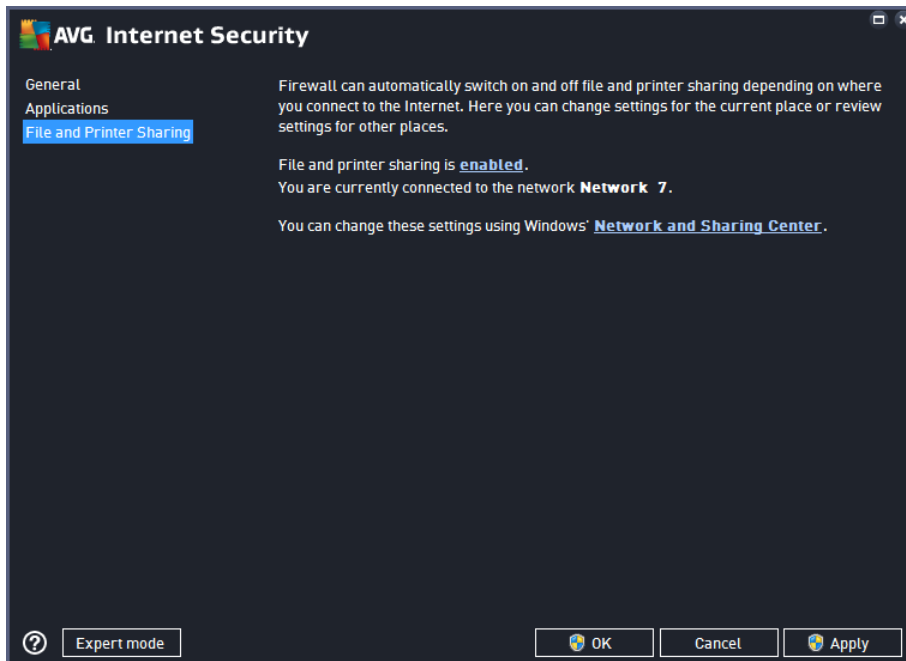 AVG. Internet Security
General
Applications
File and Printer Sharing
Firewall can automatically switch on and off file and printer sharing depending on where
you connect to the Internet. Here you can change settings for the current place or review
settings for other places.
File and printer sharing is enabled.
You are currently connected to the network Network 7.
You can change these settings using Windows' Network and Sharing Center.
?
Expert mode
OK
Cancel
Apply